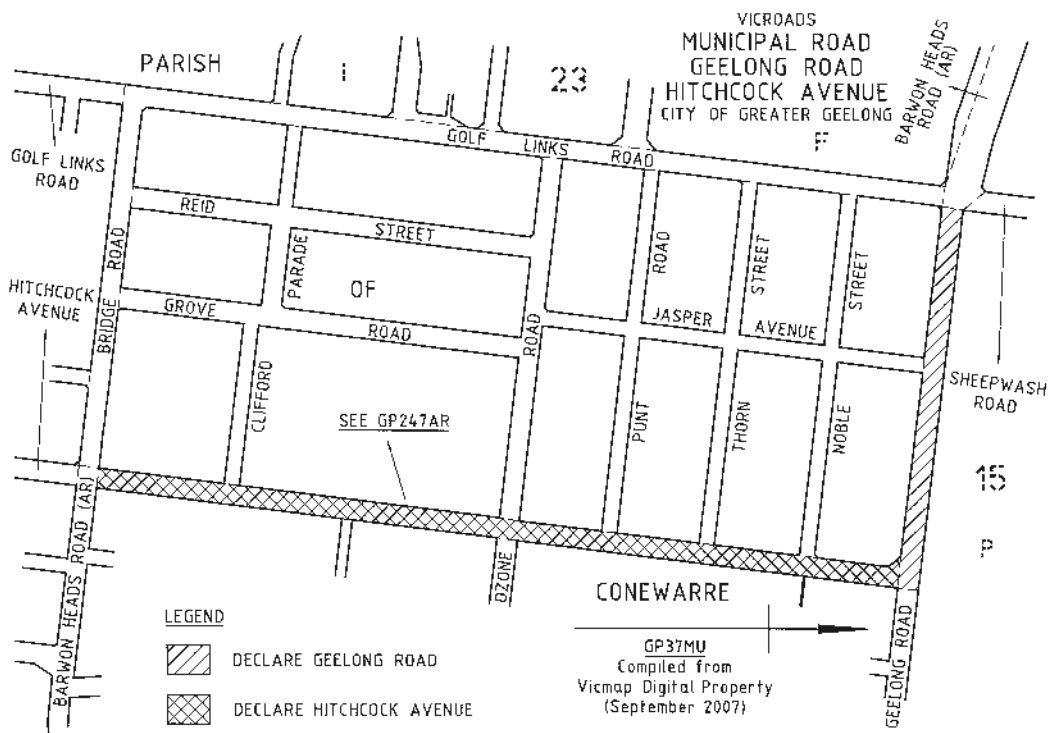 VICROADS
MUNICIPAL ROAD
GEELONG ROAD
HITCHCOCK AVENUE
CITY OF GREATER GEELONG
PARISH
I
23
F
BARWON HEADS
ROAD (AR)
GOLF LINKS ROAD
GOLF LINKS
ROAD
REID STREET
PARADE
OF
BRIDGE ROAD
HITCHCOCK
AVENUE
GROVE ROAD
ROAD
ROAD
STREET
STREET
JASPER AVENUE
CLIFFORD
SEE GP247AR
PUNT
THORN
NOBLE
SHEEPWASH
ROAD
15
P
BARWON HEADS ROAD (AR)
OZONE
CONEWARRE
GEELONG ROAD
LEGEND
DECLARE GEELONG ROAD
DECLARE HITCHCOCK AVENUE
GP37MU
Compiled from
Vicmap Digital Property
(September 2007)